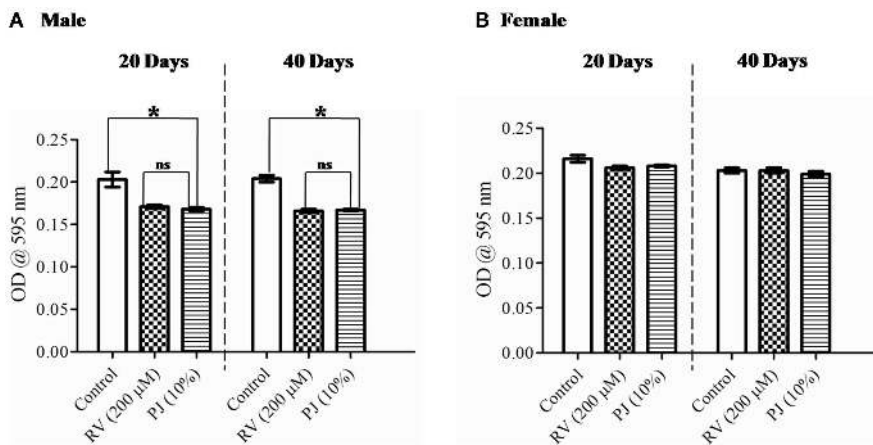 A Male
20 Days
40 Days
*
*
ns
ns
OD @ 595 nm
0.25
0.20
0.15
0.10
0.05
0.00
Control
RV (200 µM)
PJ (10%)
Control
RV (200 µM)
PJ (10%)
B Female
20 Days
40 Days
OD @ 595 nm
0.25
0.20
0.15
0.10
0.05
0.00
Control
RV (200 µM)
PJ (10%)
Control
RV (200 µM)
PJ (10%)